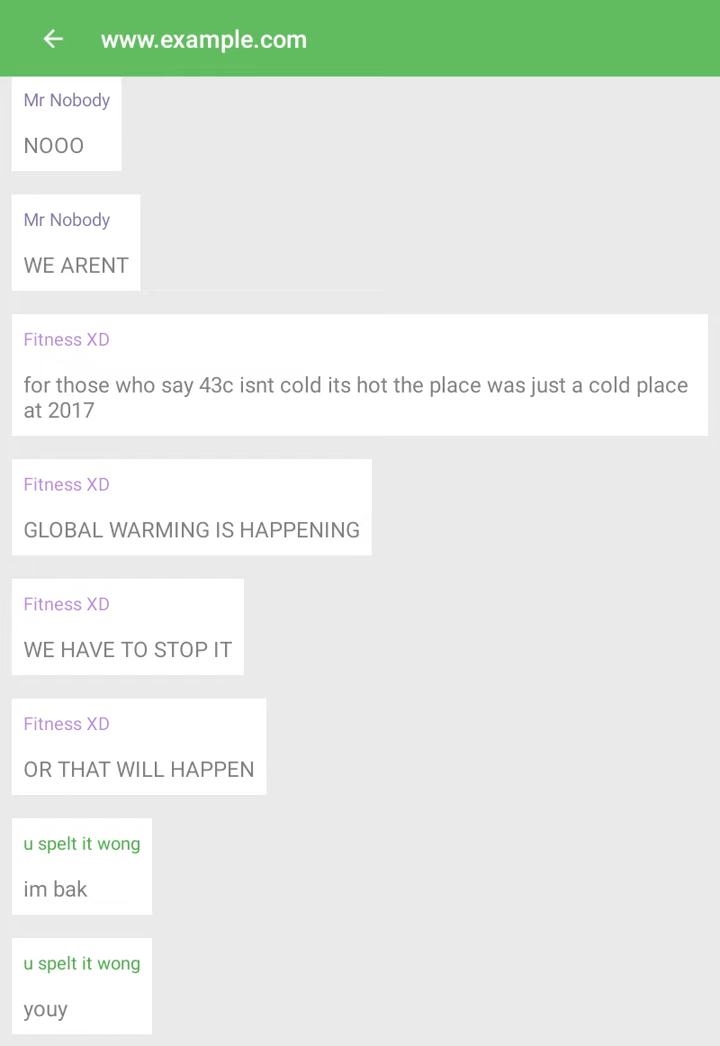 www.example.com
Mr Nobody
NOOO
Mr Nobody
WE ARENT
Fitness XD
for those who say 43c isnt cold its hot the place was just a cold place
at 2017
Fitness XD
GLOBAL WARMING IS HAPPENING
Fitness XD
WE HAVE TO STOP IT
Fitness XD
OR THAT WILL HAPPEN
u spelt it wong
im bak
u spelt it wong
youy